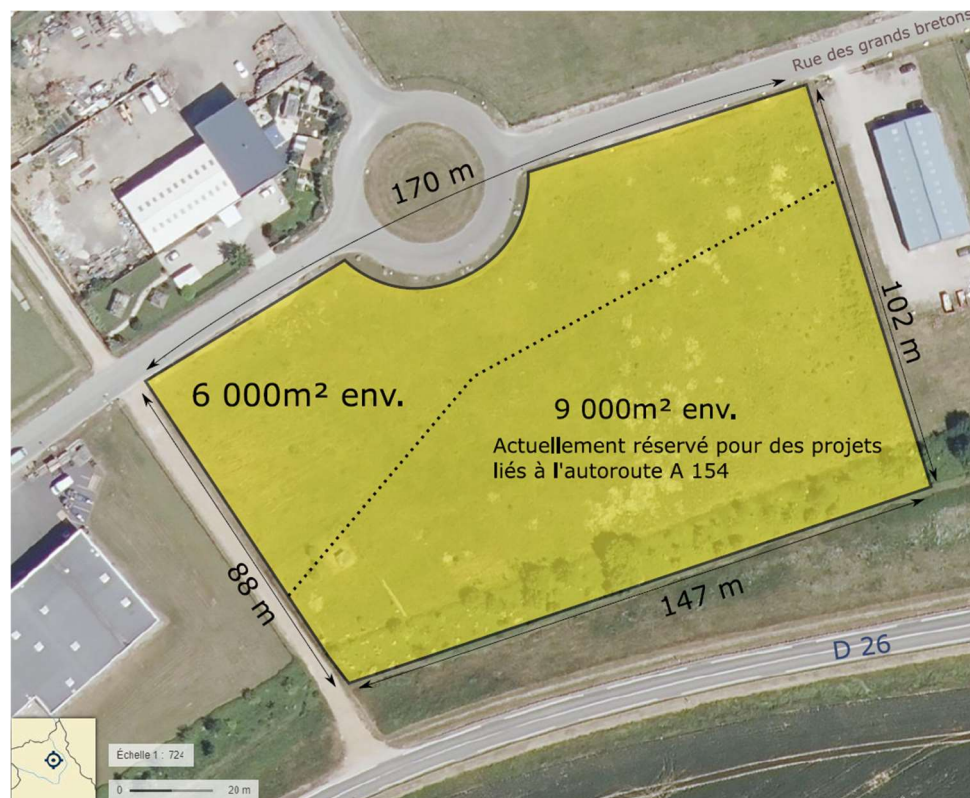 Rue des grands bretons
170 m
6 000m² env.
9 000m² env.
Actuellement réservé pour des projets
liés à l'autoroute A 154
102 m
88 m
147 m
D 26
Échelle 1 : 724
0 20 m